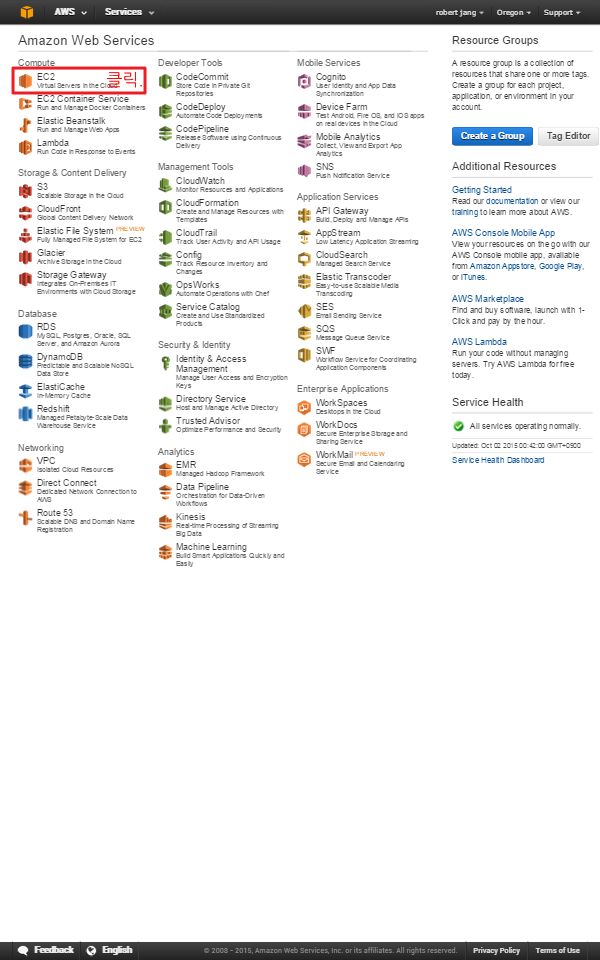 AWS Services robert jang Oregon Support
Amazon Web Services
Compute
EC2 클릭.
Virtual Servers in the Cloud
EC2 Container Service
Run and Manage Docker Containers
Elastic Beanstalk
Run and Manage Web Apps
Lambda
Run Code in Response to Events
Storage & Content Delivery
S3
Scalable Storage in the Cloud
CloudFront
Global Content Delivery Network
Elastic File System PREVIEW
Fully Managed File System for EC2
Glacier
Archive Storage in the Cloud
Storage Gateway
Integrates On-Premises IT
Environments with Cloud Storage
Database
RDS
MySQL, Postgres, Oracle, SQL
Server, and Amazon Aurora
DynamoDB
Predictable and Scalable NoSQL
Data Store
ElastiCache
In-Memory Cache
Redshift
Managed Petabyte-Scale Data
Warehouse Service
Networking
VPC
Isolated Cloud Resources
Direct Connect
Dedicated Network Connection to
AWS
Route 53
Scalable DNS and Domain Name
Registration
Developer Tools
CodeCommit
Store Code in Private Git
Repositories
CodeDeploy
Automate Code Deployments
CodePipeline
Release Software using Continuous
Delivery
Management Tools
CloudWatch
Monitor Resources and Applications
CloudFormation
Create and Manage Resources with
Templates
CloudTrail
Track User Activity and API Usage
Config
Track Resource Inventory and
Changes
OpsWorks
Automate Operations with Chef
Service Catalog
Create and Use Standardized
Products
Security & Identity
Identity & Access
Management
Manage User Access and Encryption
Keys
Directory Service
Host and Manage Active Directory
Trusted Advisor
Optimize Performance and Security
Analytics
EMR
Managed Hadoop Framework
Data Pipeline
Orchestration for Data-Driven
Workflows
Kinesis
Real-time Processing of Streaming
Big Data
Machine Learning
Build Smart Applications Quickly and
Easily
Mobile Services
Cognito
User Identity and App Data
Synchronization
Device Farm
Test Android, Fire OS, and iOS apps
on real devices in the Cloud
Mobile Analytics
Collect, View and Export App
Analytics
SNS
Push Notification Service
Application Services
API Gateway
Build, Deploy and Manage APIs
AppStream
Low Latency Application Streaming
CloudSearch
Managed Search Service
Elastic Transcoder
Easy-to-use Scalable Media
Transcoding
SES
Email Sending Service
SQS
Message Queue Service
SWF
Workflow Service for Coordinating
Application Components
Enterprise Applications
WorkSpaces
Desktops in the Cloud
WorkDocs
Secure Enterprise Storage and
Sharing Service
WorkMail PREVIEW
Secure Email and Calendaring
Service
Resource Groups
A resource group is a collection of
resources that share one or more tags.
Create a group for each project,
application, or environment in your
account.
Create a Group Tag Editor
Additional Resources
Getting Started
Read our documentation or view our
training to learn more about AWS.
AWS Console Mobile App
View your resources on the go with our
AWS Console mobile app, available
from Amazon Appstore, Google Play,
or iTunes.
AWS Marketplace
Find and buy software, launch with 1-
Click and pay by the hour.
AWS Lambda
Run your code without managing
servers. Try AWS Lambda for free
today.
Service Health
All services operating normally.
Updated: Oct 02 2015 00:42:00 GMT+0900
Service Health Dashboard
Feedback English © 2008 - 2015, Amazon Web Services, Inc. or its affiliates. All rights reserved. Privacy Policy Terms of Use